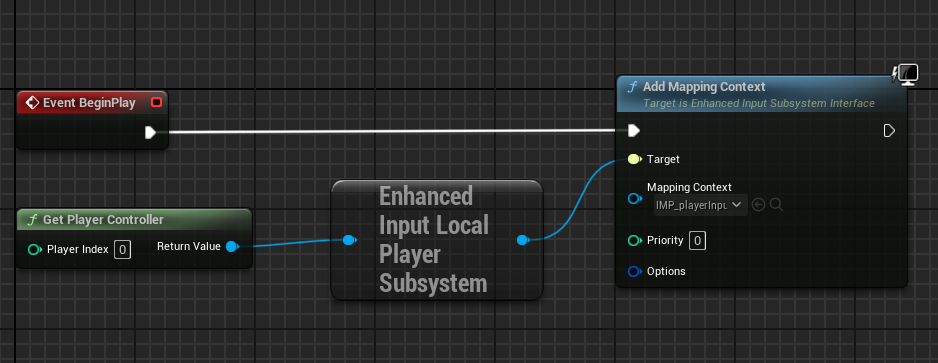 Event BeginPlay
f Add Mapping Context
Target is Enhanced Input Subsystem Interface
Target
Mapping Context
IMP_playerInpu
Priority 0
Options
Enhanced
Input Local
Player
Subsystem
f Get Player Controller
Player Index 0
Return Value